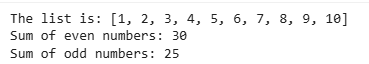 The list is: [1, 2, 3, 4, 5, 6, 7, 8, 9, 10]
Sum of even numbers: 30
Sum of odd numbers: 25